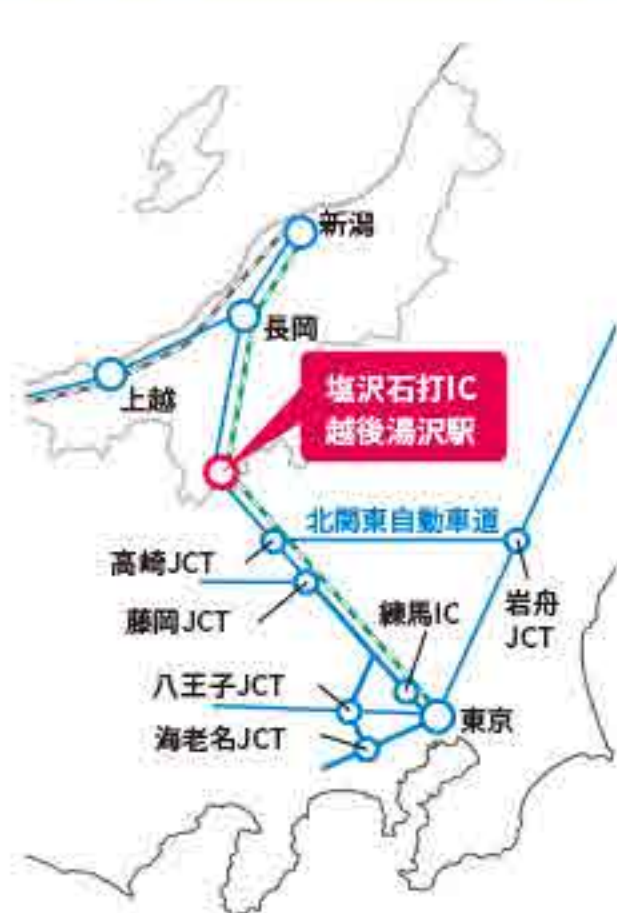 新潟
長岡
上越
塩沢石打IC
越後湯沢駅
北関東自動車道
高崎JCT
岩舟
JCT
藤岡JCT
練馬IC
八王子JCT
東京
海老名JCT